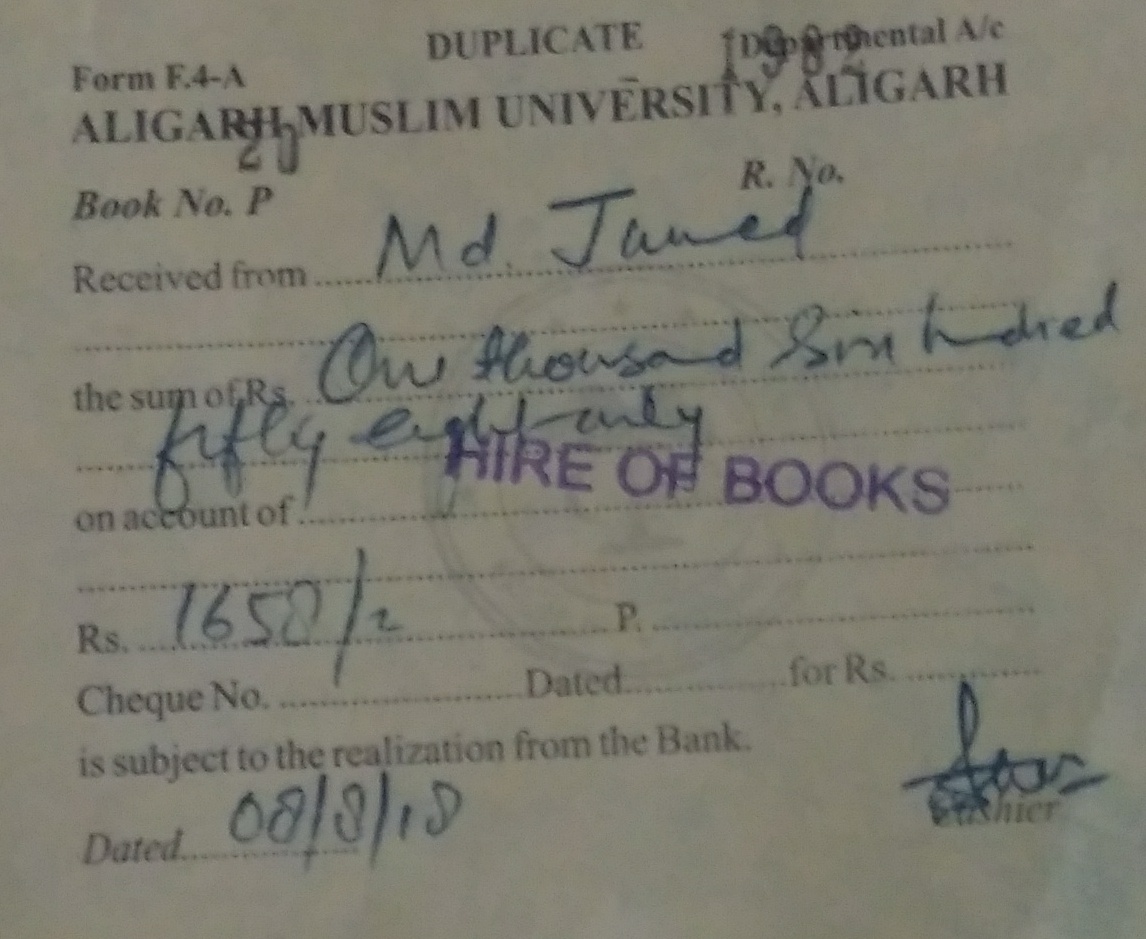 DUPLICATE
Departmental A/c
1982
Form F.4-A
ALIGARH MUSLIM UNIVERSITY, ALIGARH
20
R. No.
Book No. P
Received from Md. Jawed
the sum of Rs. One thousand Six hundred
fifty eight only
HIRE OF BOOKS
on account of
Rs. 1658/- P.
Cheque No. Dated for Rs.
is subject to the realization from the Bank.
Cashier
Dated 08/8/18